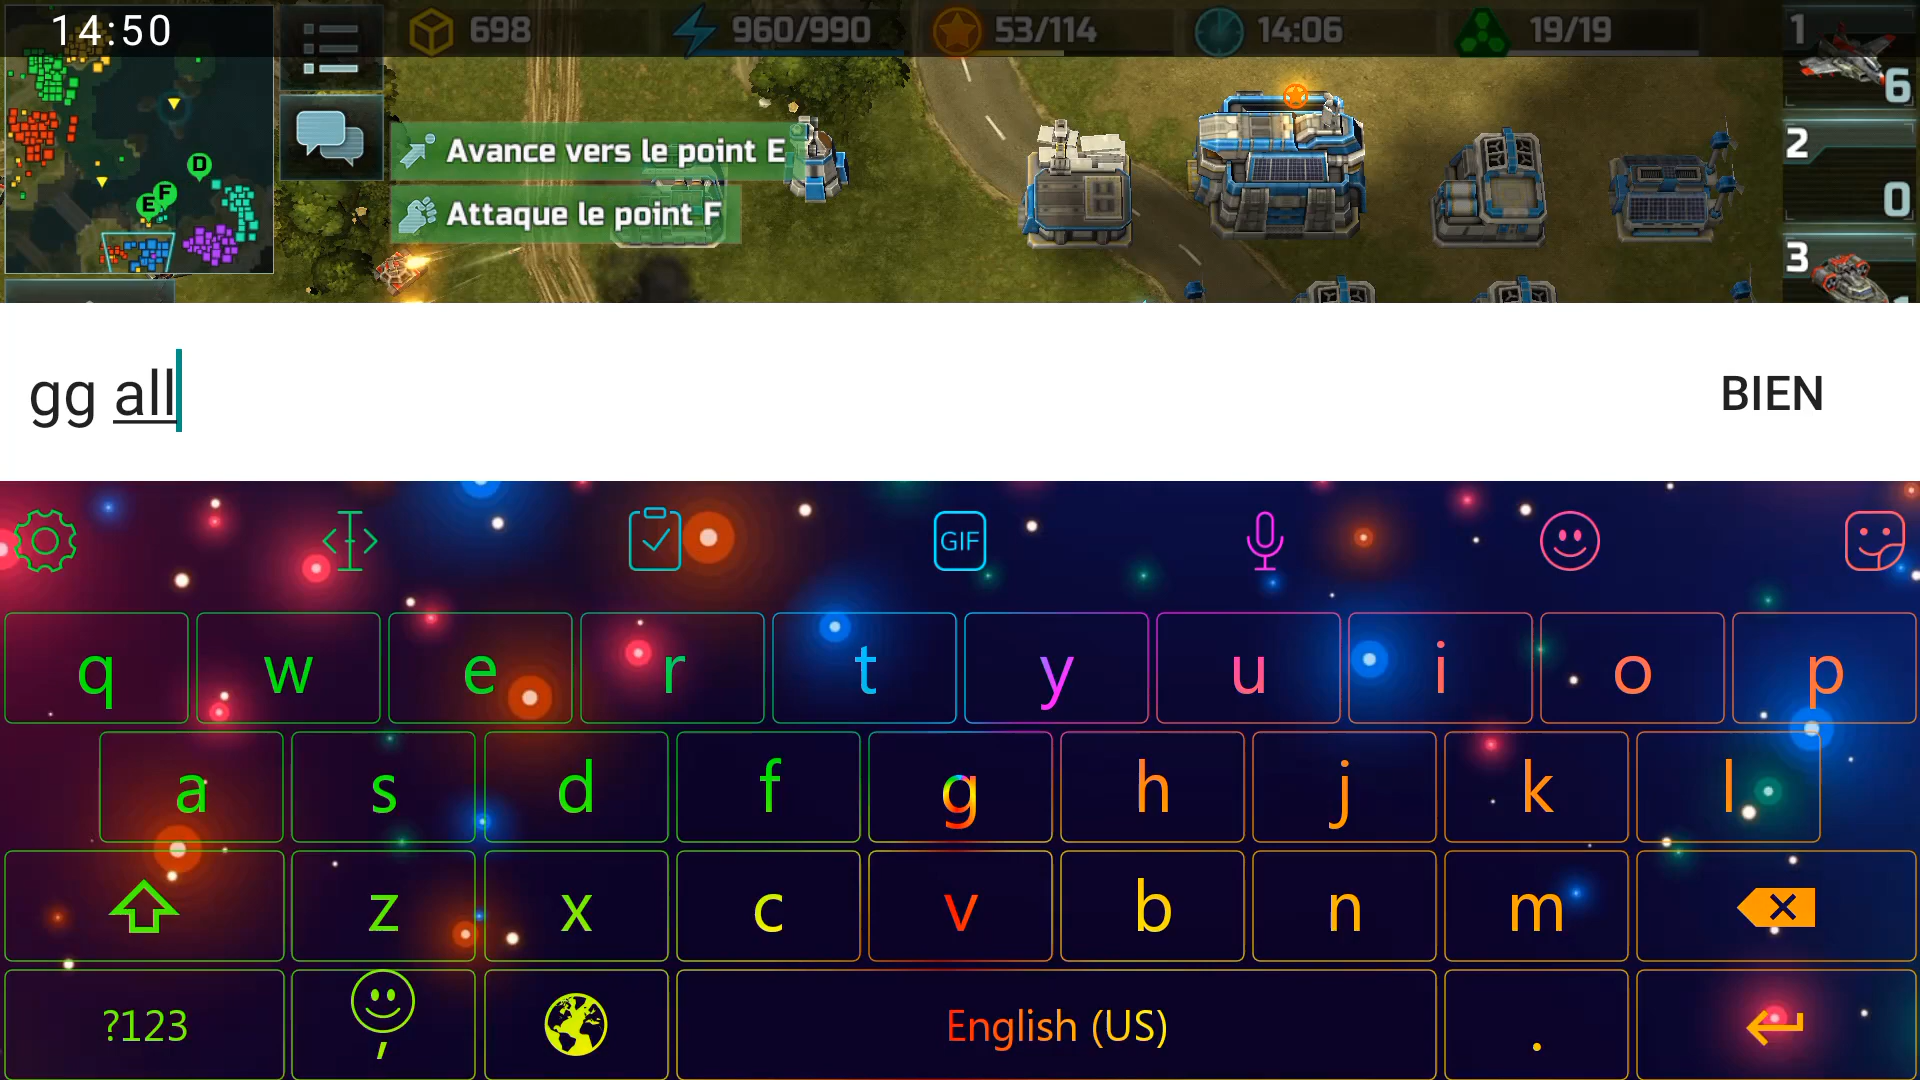 14:50
698
960/990
53/114
14:06
19/19
1
6
2
0
3
D
F
E
Avance vers le point E
Attaque le point F
gg all
BIEN
GIF
q w e r t y u i o p
a s d f g h j k l
z x c v b n m
?123 , English (US) .